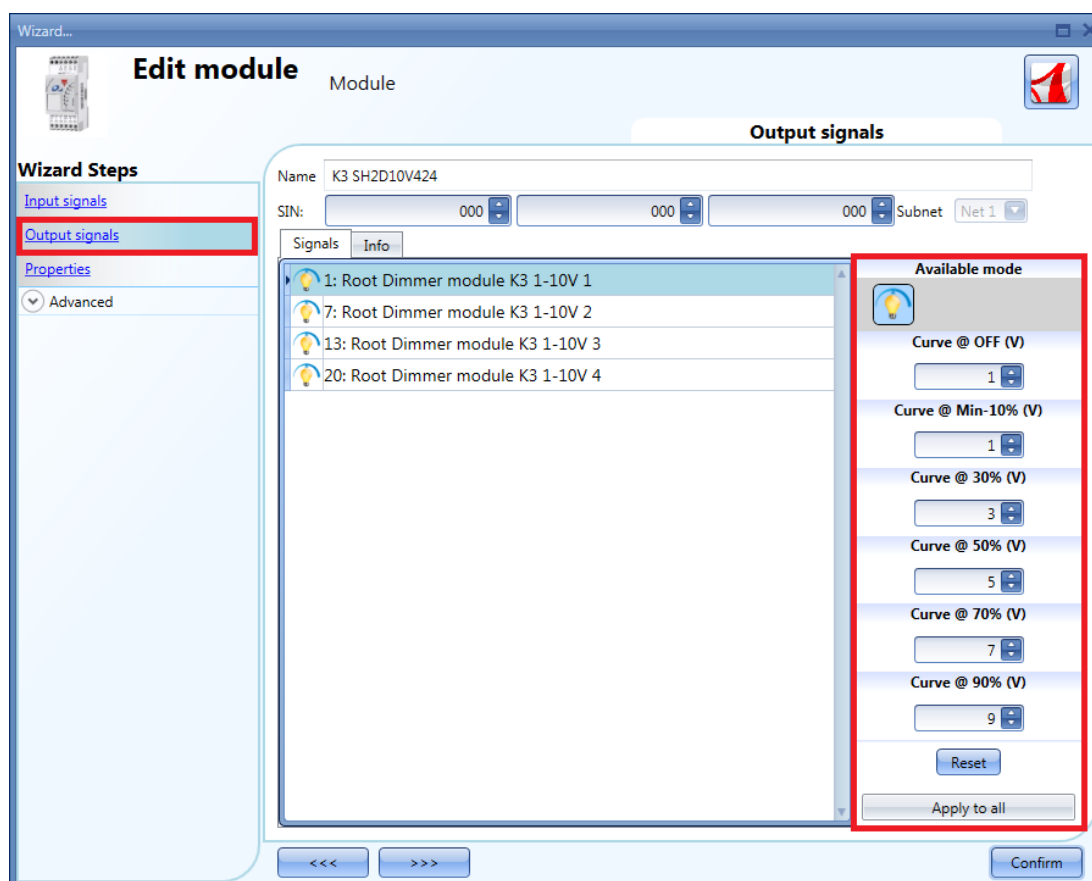 Wizard...
Edit module
Module
Output signals
Wizard Steps
Input signals
Output signals
Properties
Advanced
Name K3 SH2D10V424
SIN: 000 000 000 Subnet Net 1
Signals Info
1: Root Dimmer module K3 1-10V 1
7: Root Dimmer module K3 1-10V 2
13: Root Dimmer module K3 1-10V 3
20: Root Dimmer module K3 1-10V 4
Available mode
Curve @ OFF (V)
1
Curve @ Min-10% (V)
1
Curve @ 30% (V)
3
Curve @ 50% (V)
5
Curve @ 70% (V)
7
Curve @ 90% (V)
9
Reset
Apply to all
<<< >>> Confirm